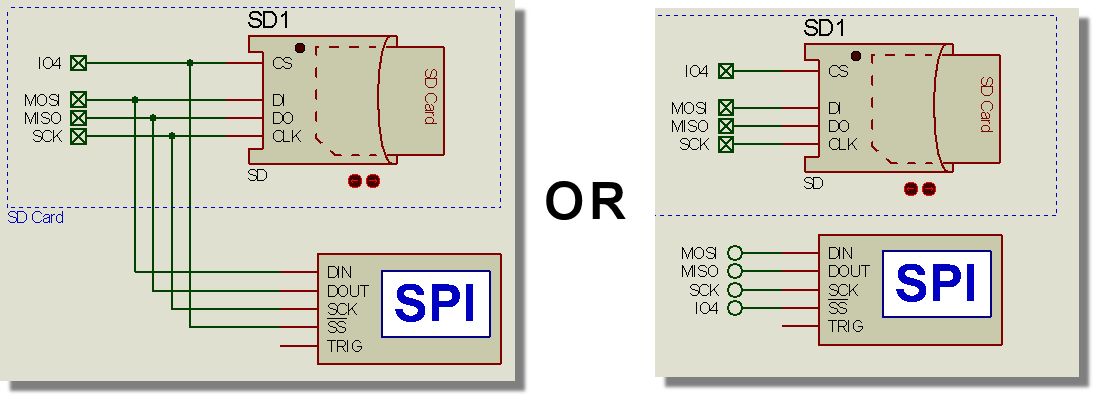 SD1
IO4
CS
MOSI
DI
MISO
DO
SCK
CLK
SD Card
SD
SD Card
DIN
DOUT
SCK
SS
TRIG
SPI
OR
SD1
IO4
CS
MOSI
DI
MISO
DO
SCK
CLK
SD Card
SD
MOSI
DIN
MISO
DOUT
SCK
SCK
IO4
SS
TRIG
SPI